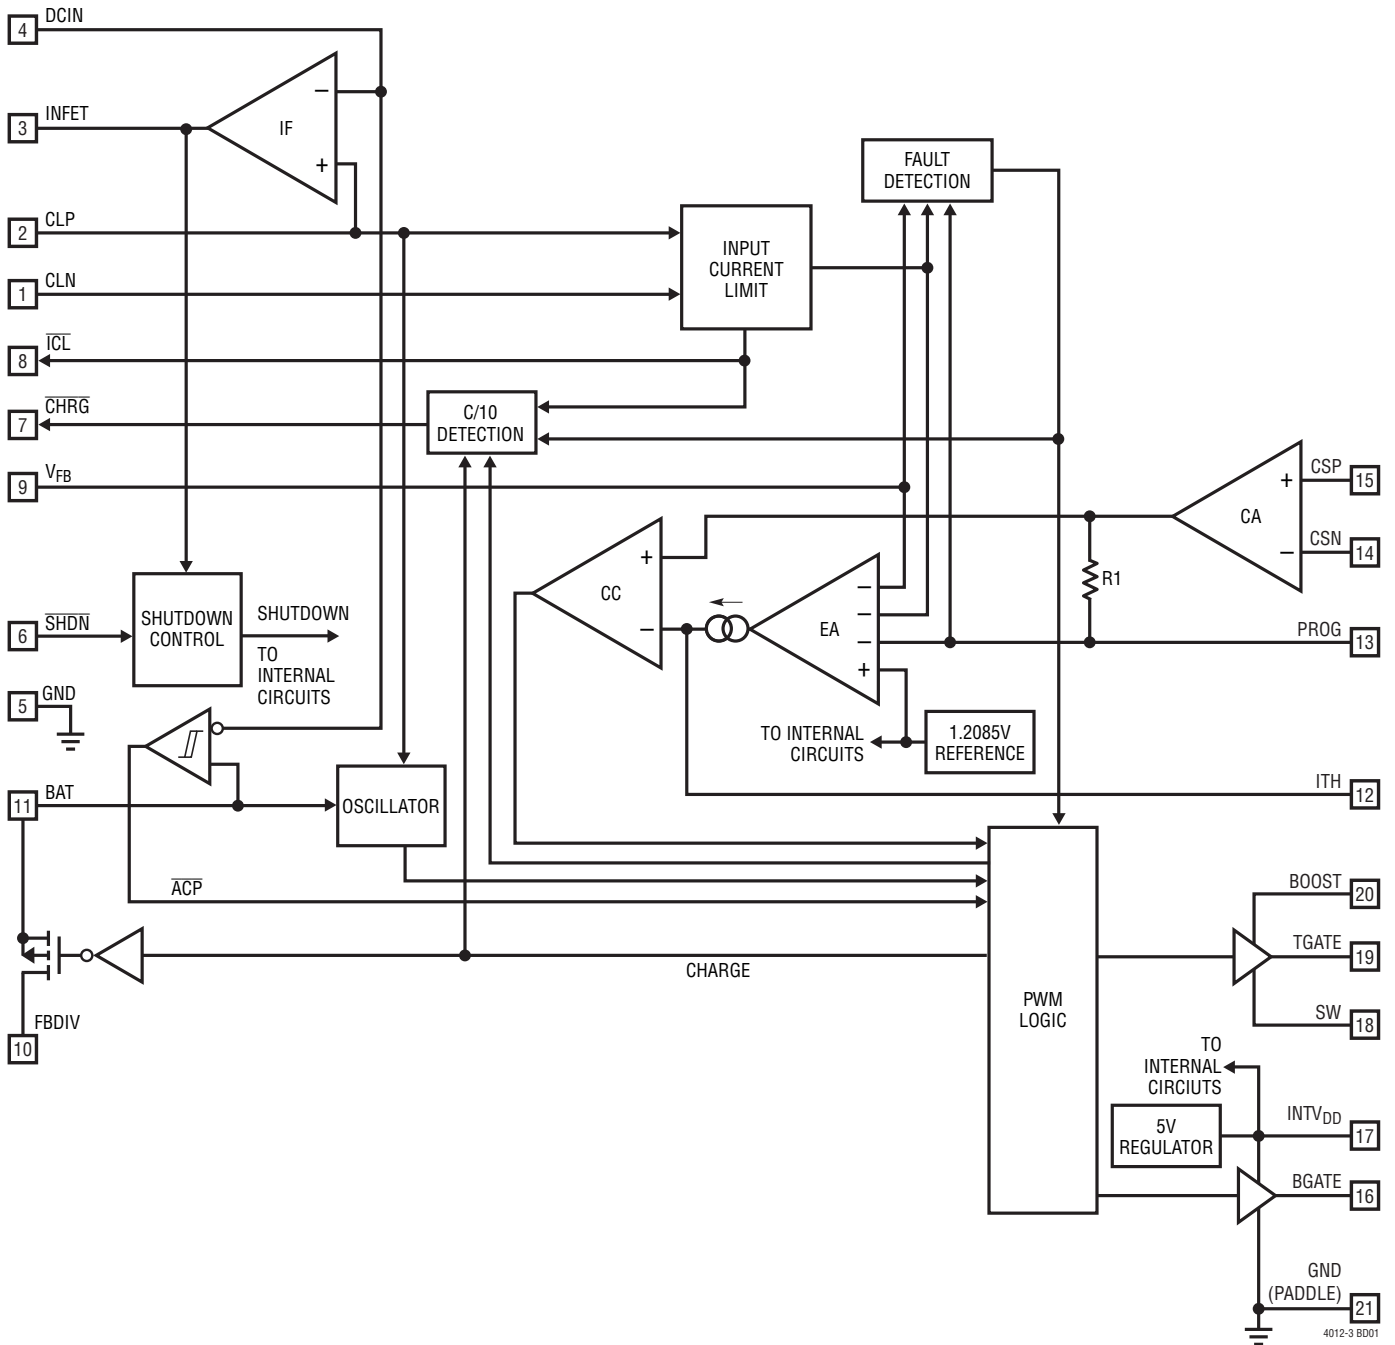 4
DCIN
3
INFET
IF
−
+
2
CLP
1
CLN
8
ICL
7
CHRG
9
VFB
INPUT
CURRENT
LIMIT
FAULT
DETECTION
C/10
DETECTION
CA
+
−
CSP
15
CSN
14
R1
CC
+
−
EA
−
−
−
+
PROG
13
6
SHDN
SHUTDOWN
CONTROL
SHUTDOWN
TO
INTERNAL
CIRCUITS
5
GND
TO INTERNAL
CIRCUITS
1.2085V
REFERENCE
ITH
12
11
BAT
OSCILLATOR
ACP
CHARGE
FBDIV
10
PWM
LOGIC
BOOST
20
TGATE
19
SW
18
TO
INTERNAL
CIRCIUTS
5V
REGULATOR
INTVDD
17
BGATE
16
GND
(PADDLE)
21
4012-3 BD01